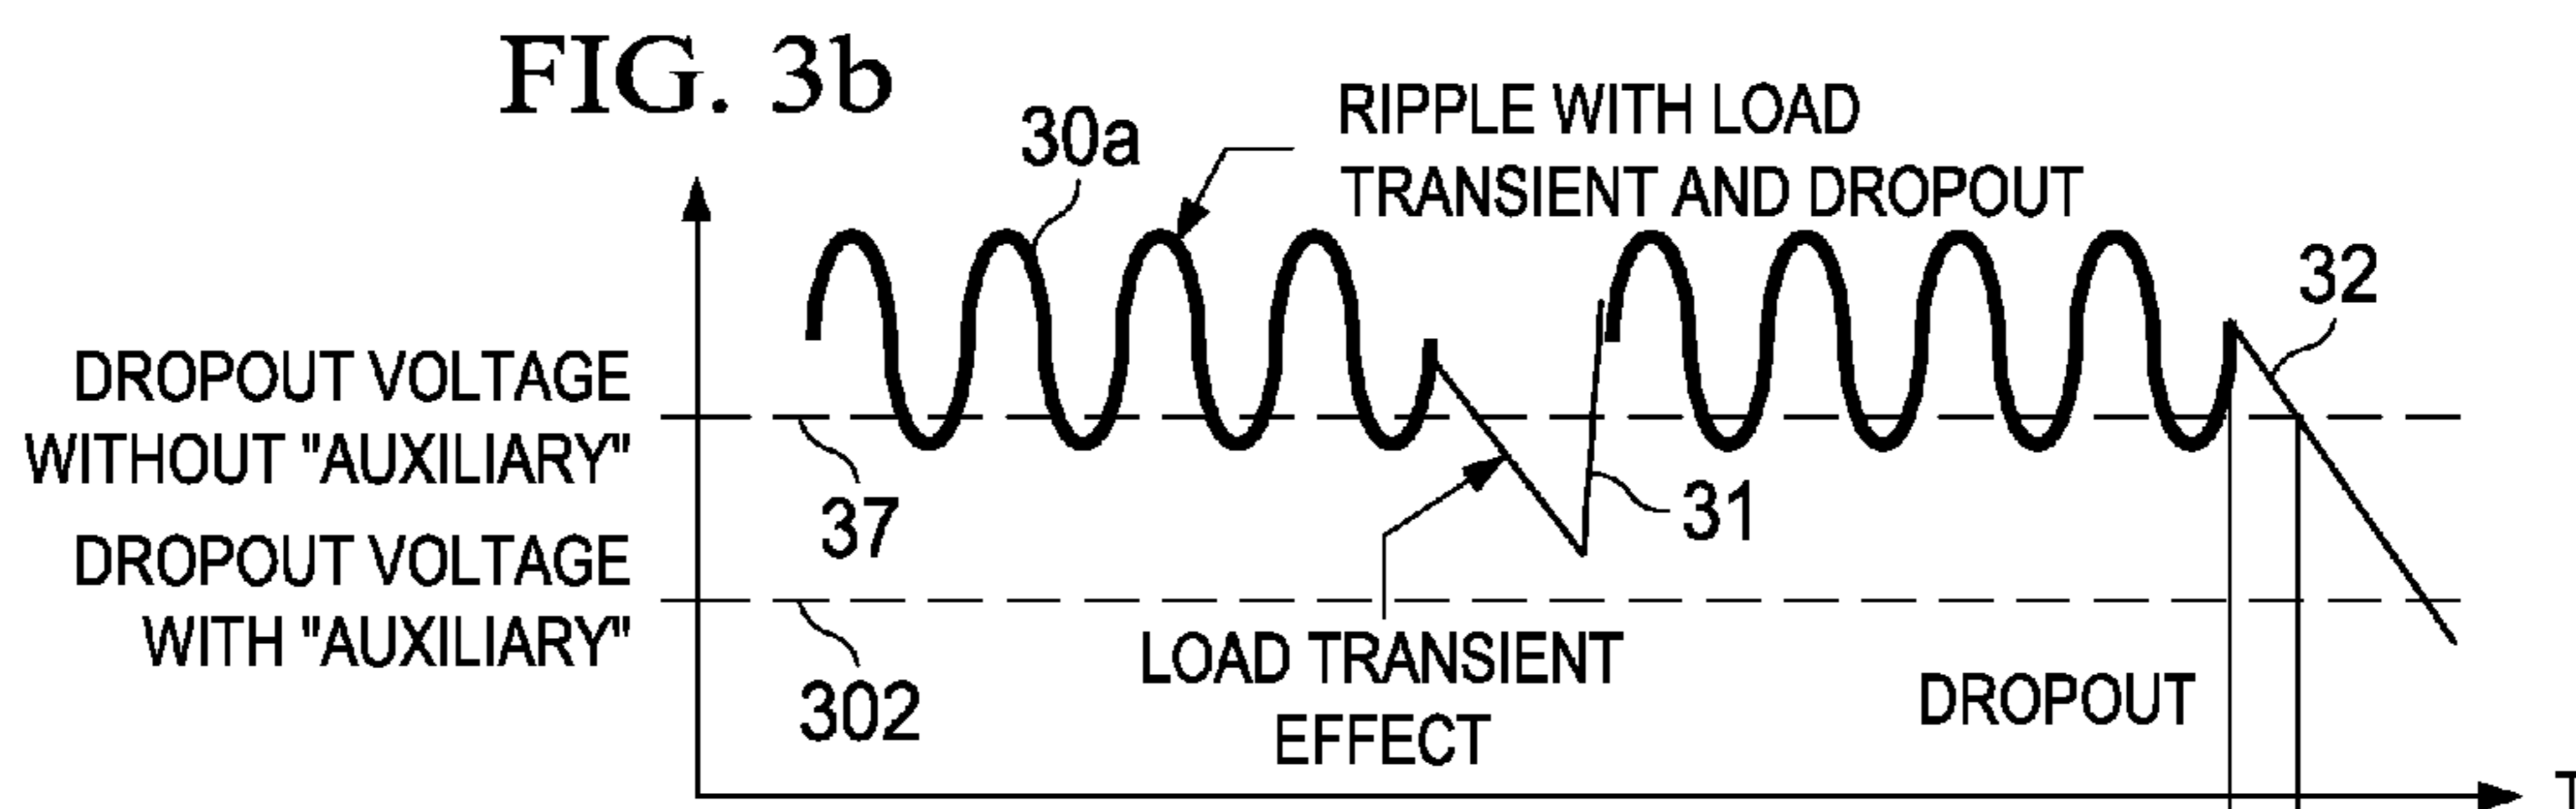 FIG. 3b
30a
RIPPLE WITH LOAD
TRANSIENT AND DROPOUT
32
DROPOUT VOLTAGE
WITHOUT "AUXILIARY"
37
31
DROPOUT VOLTAGE
WITH "AUXILIARY"
302
LOAD TRANSIENT
EFFECT
DROPOUT
T